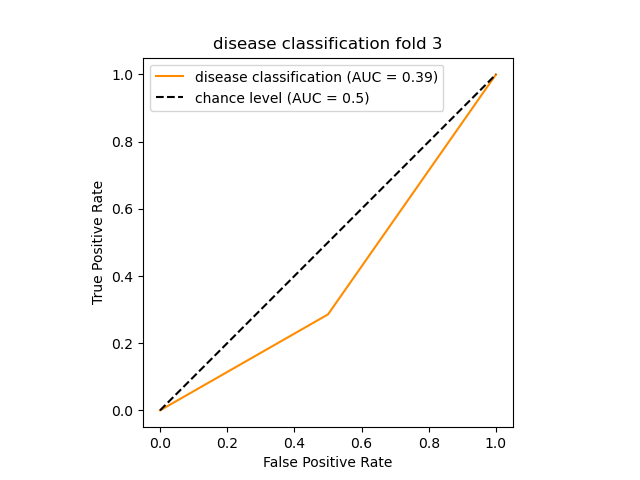 disease classification fold 3
disease classification (AUC = 0.39)
chance level (AUC = 0.5)
True Positive Rate
1.0
0.8
0.6
0.4
0.2
0.0
0.0 0.2 0.4 0.6 0.8 1.0
False Positive Rate